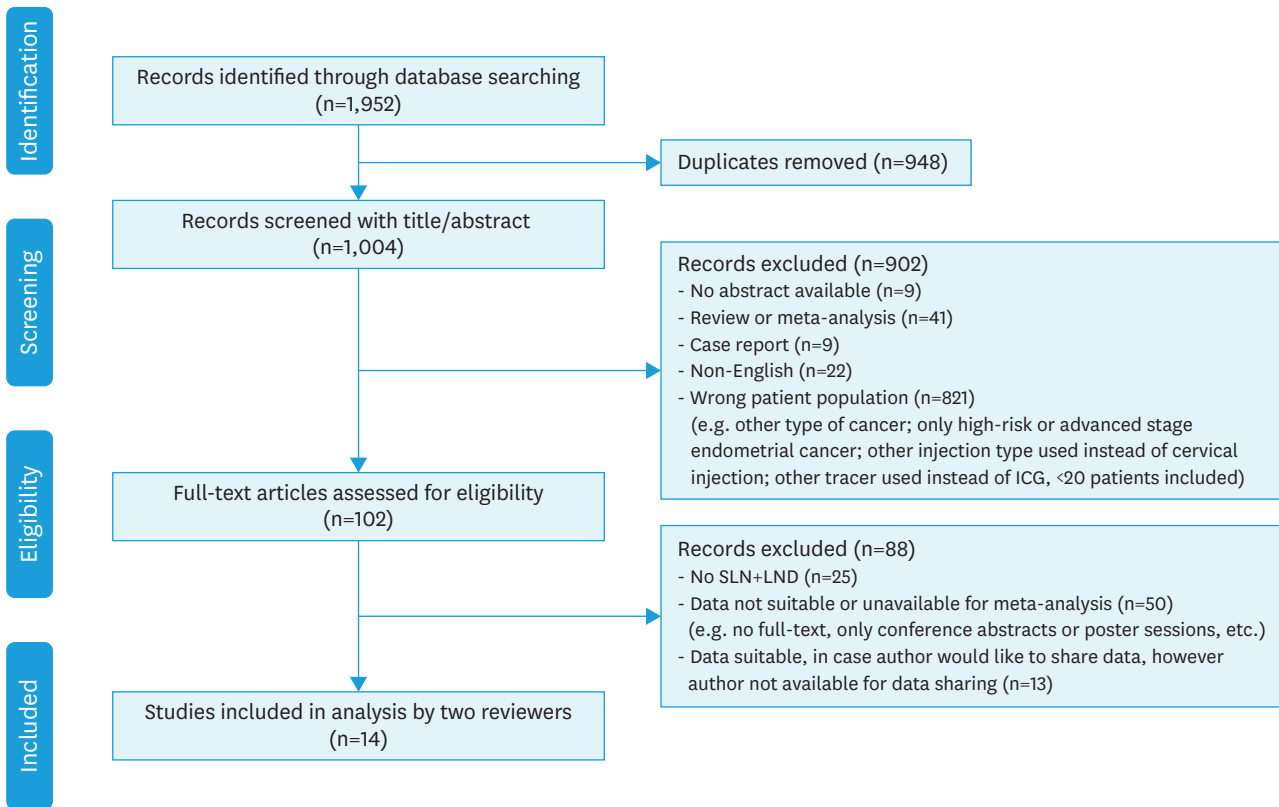 Identification
Records identified through database searching
(n=1,952)
Duplicates removed (n=948)
Screening
Records screened with title/abstract
(n=1,004)
Records excluded (n=902)
- No abstract available (n=9)
- Review or meta-analysis (n=41)
- Case report (n=9)
- Non-English (n=22)
- Wrong patient population (n=821)
(e.g. other type of cancer; only high-risk or advanced stage
endometrial cancer; other injection type used instead of cervical
injection; other tracer used instead of ICG, <20 patients included)
Eligibility
Full-text articles assessed for eligibility
(n=102)
Records excluded (n=88)
- No SLN+LND (n=25)
- Data not suitable or unavailable for meta-analysis (n=50)
(e.g. no full-text, only conference abstracts or poster sessions, etc.)
- Data suitable, in case author would like to share data, however
author not available for data sharing (n=13)
Included
Studies included in analysis by two reviewers
(n=14)